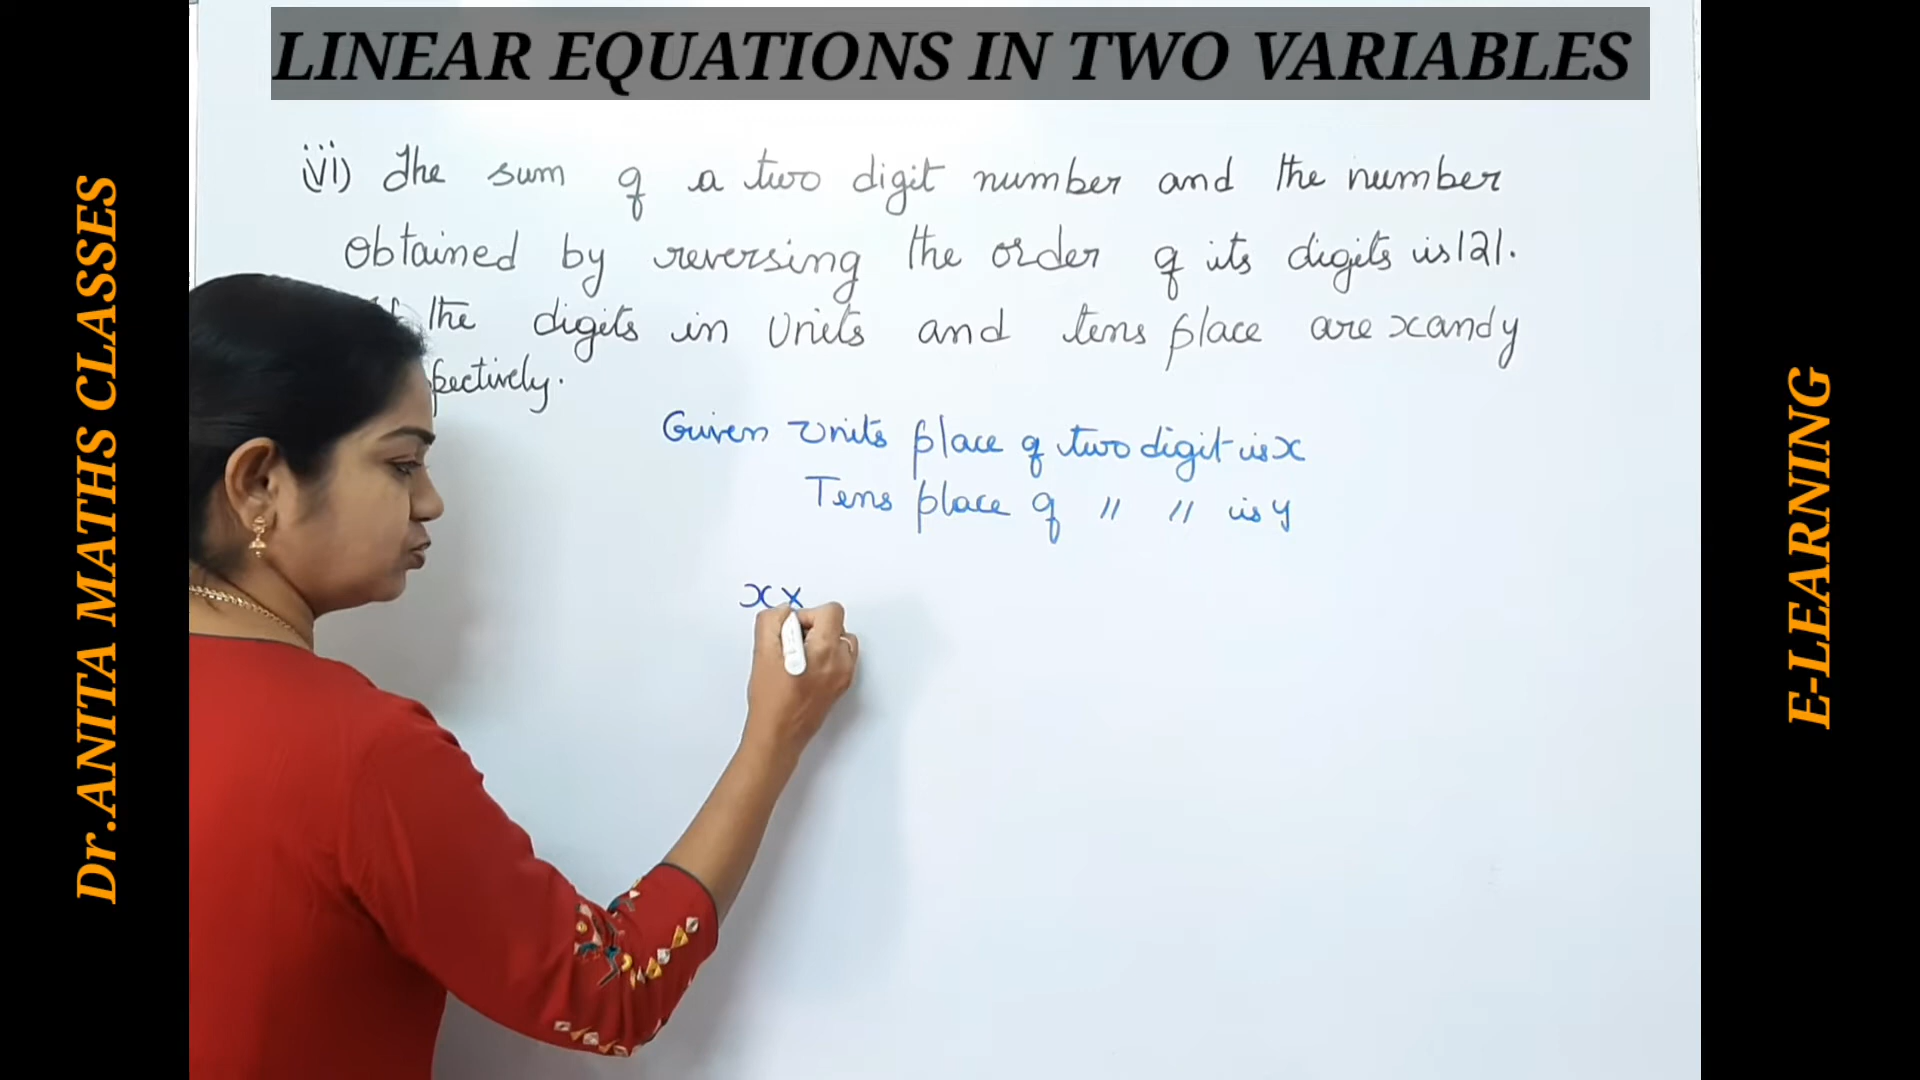 LINEAR EQUATIONS IN TWO VARIABLES
Dr.ANITA MATHS CLASSES
vi) The sum of a two digit number and the number
Obtained by reversing the order of its digits is 121.
the digits in Units and tens place are x and y
pectively.
Given Units place of two digit is x
Tens place of " " is y
x x
E-LEARNING